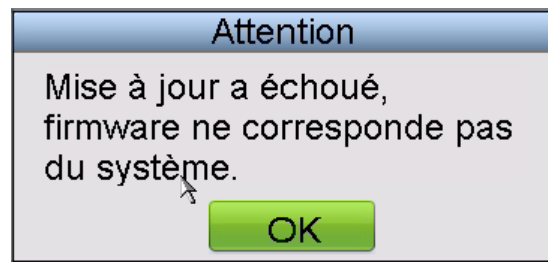 Attention
Mise à jour a échoué,
firmware ne corresponde pas
du système.
OK